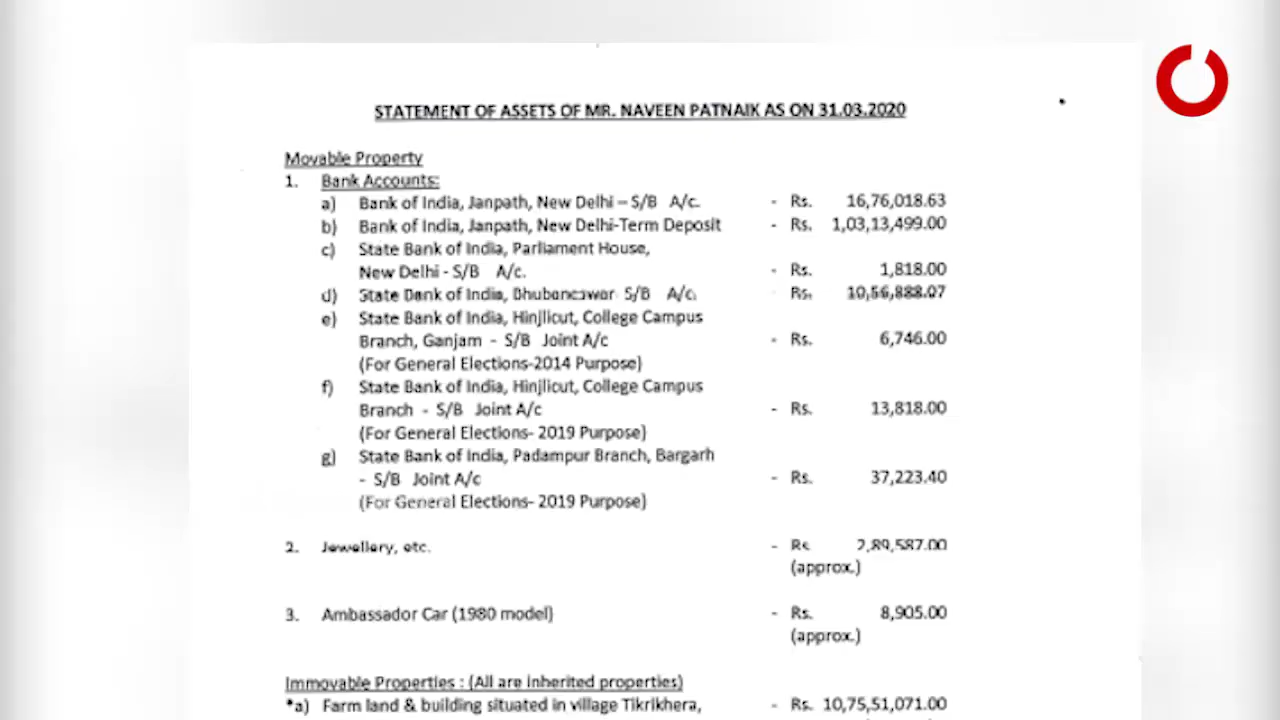 STATEMENT OF ASSETS OF MR. NAVEEN PATNAIK AS ON 31.03.2020
Movable Property
1. Bank Accounts:
a) Bank of India, Janpath, New Delhi – S/B A/c. - Rs. 16,76,018.63
b) Bank of India, Janpath, New Delhi-Term Deposit - Rs. 1,03,13,499.00
c) State Bank of India, Parliament House,
New Delhi - S/B A/c. - Rs. 1,818.00
d) State Bank of India, Bhubaneswar S/B A/c. Rs. 10,56,888.07
e) State Bank of India, Hinjlicut, College Campus
Branch, Ganjam - S/B Joint A/c - Rs. 6,746.00
(For General Elections-2014 Purpose)
f) State Bank of India, Hinjlicut, College Campus
Branch - S/B Joint A/c - Rs. 13,818.00
(For General Elections- 2019 Purpose)
g) State Bank of India, Padampur Branch, Bargarh
- S/B Joint A/c - Rs. 37,223.40
(For General Elections- 2019 Purpose)
2. Jewellery, etc. - Rs 2,89,587.00
(approx.)
3. Ambassador Car (1980 model) - Rs. 8,905.00
(approx.)
Immovable Properties : (All are inherited properties)
*a) Farm land & building situated in village Tikrikhera, - Rs. 10,75,51,071.00